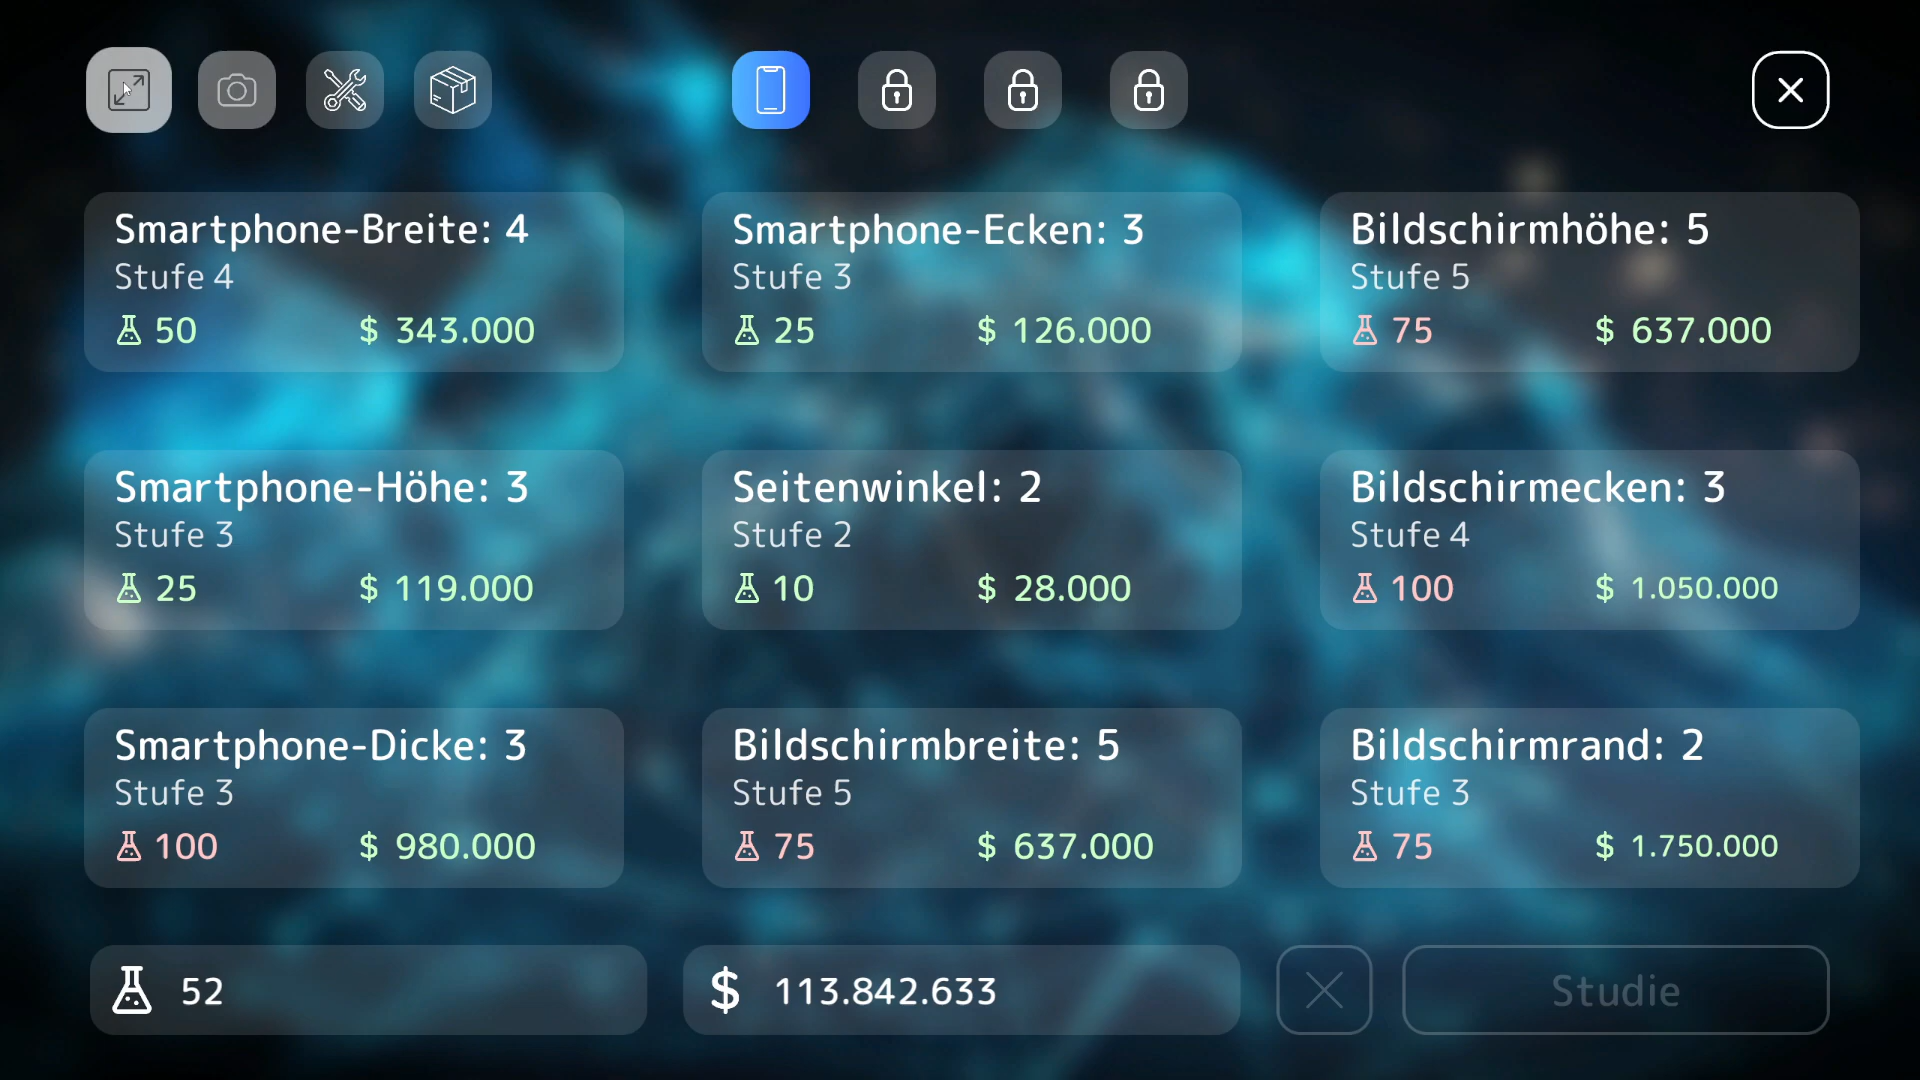 Smartphone-Breite: 4
Stufe 4
50 $ 343.000
Smartphone-Ecken: 3
Stufe 3
25 $ 126.000
Bildschirmhöhe: 5
Stufe 5
75 $ 637.000
Smartphone-Höhe: 3
Stufe 3
25 $ 119.000
Seitenwinkel: 2
Stufe 2
10 $ 28.000
Bildschirmecken: 3
Stufe 4
100 $ 1.050.000
Smartphone-Dicke: 3
Stufe 3
100 $ 980.000
Bildschirmbreite: 5
Stufe 5
75 $ 637.000
Bildschirmrand: 2
Stufe 3
75 $ 1.750.000
52
$ 113.842.633
Studie